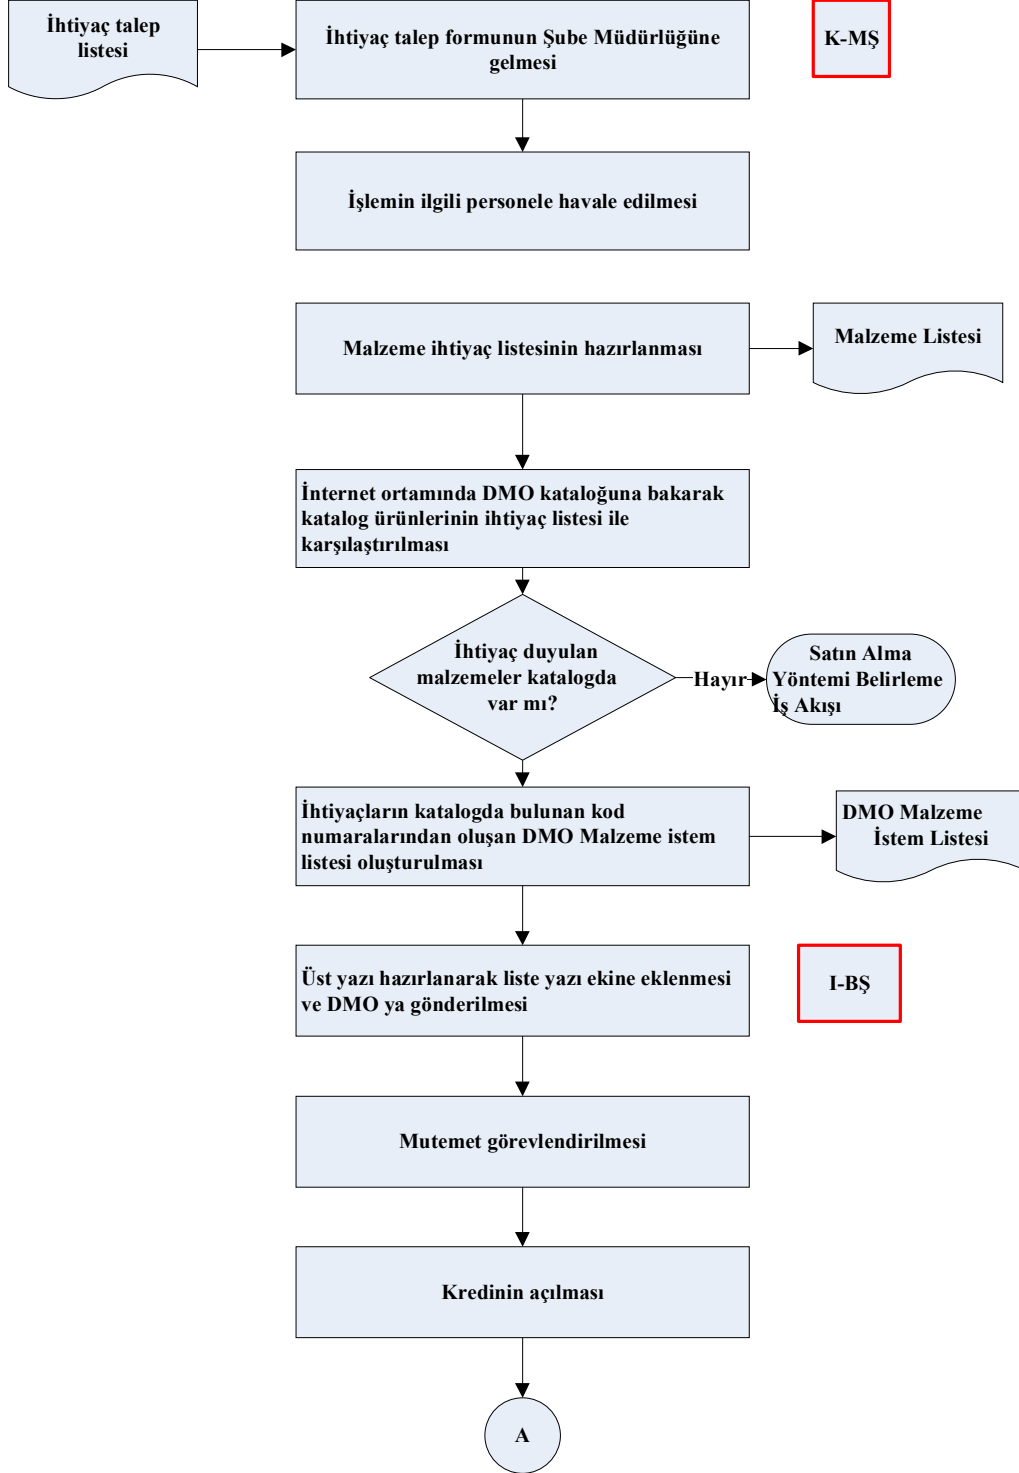 İhtiyaç talep
listesi
İhtiyaç talep formunun Şube Müdürlüğüne
gelmesi
K-MŞ
İşlemin ilgili personele havale edilmesi
Malzeme ihtiyaç listesinin hazırlanması
Malzeme Listesi
İnternet ortamında DMO kataloğuna bakarak
katalog ürünlerinin ihtiyaç listesi ile
karşılaştırılması
İhtiyaç duyulan
malzemeler katalogda
var mı?
Hayır
Satın Alma
Yöntemi Belirleme
İş Akışı
İhtiyaçların katalogda bulunan kod
numaralarından oluşan DMO Malzeme istem
listesi oluşturulması
DMO Malzeme
İstem Listesi
Üst yazı hazırlanarak liste yazı ekine eklenmesi
ve DMO ya gönderilmesi
I-BŞ
Mutemet görevlendirilmesi
Kredinin açılması
A